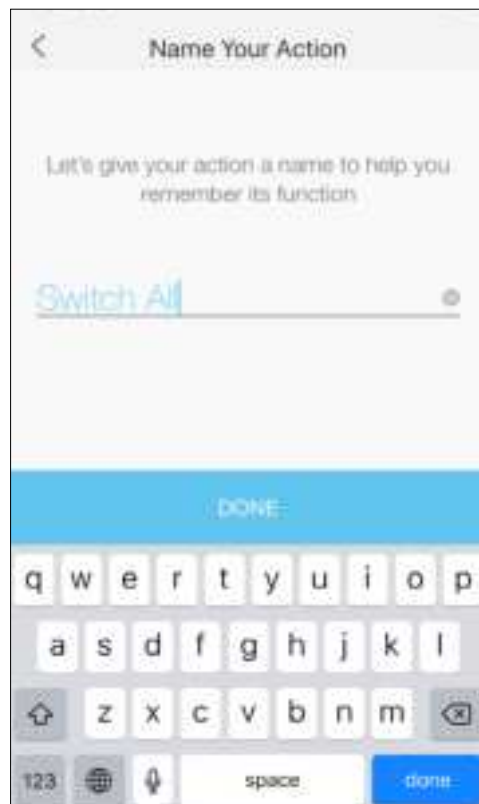 Name Your Action
Let's give your action a name to help you
remember its function
Switch All
DONE
q w e r t y u i o p
a s d f g h j k l
z x c v b n m
123 space done